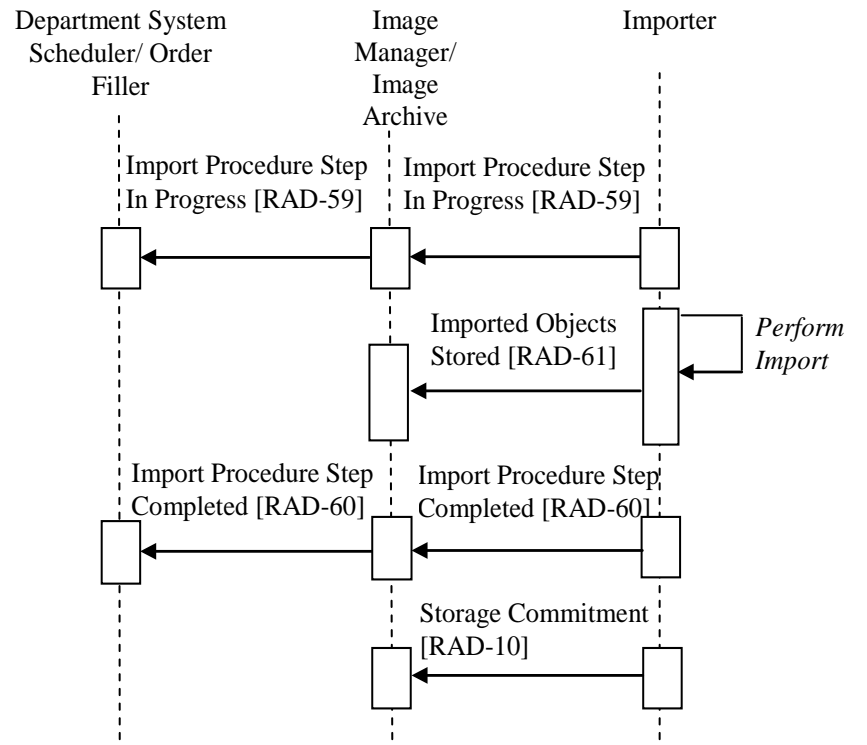 Department System
Scheduler/ Order
Filler
Image
Manager/
Image
Archive
Importer
Import Procedure Step
In Progress [RAD-59]
Import Procedure Step
In Progress [RAD-59]
Imported Objects
Stored [RAD-61]
Perform
Import
Import Procedure Step
Completed [RAD-60]
Import Procedure Step
Completed [RAD-60]
Storage Commitment
[RAD-10]